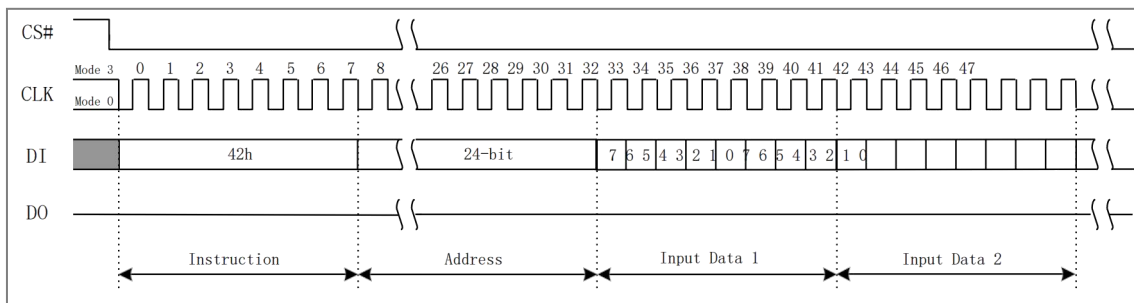 CS#
Mode 3 0 1 2 3 4 5 6 7 8 26 27 28 29 30 31 32 33 34 35 36 37 38 39 40 41 42 43 44 45 46 47
CLK
Mode 0
DI 42h 24-bit 7 6 5 4 3 2 1 0 7 6 5 4 3 2 1 0
DO
Instruction Address Input Data 1 Input Data 2